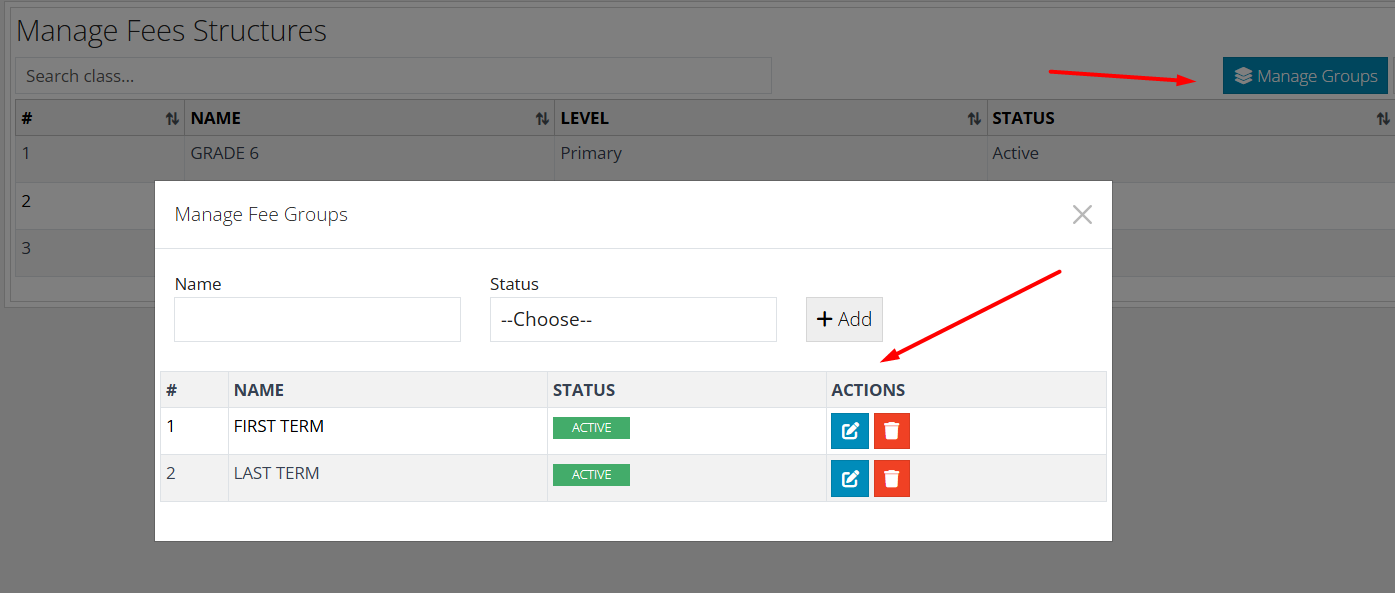 Manage Fees Structures
Search class...
Manage Groups
# NAME LEVEL STATUS
1 GRADE 6 Primary Active
2
3
Manage Fee Groups
Name Status
--Choose-- Add
# NAME STATUS ACTIONS
1 FIRST TERM ACTIVE
2 LAST TERM ACTIVE